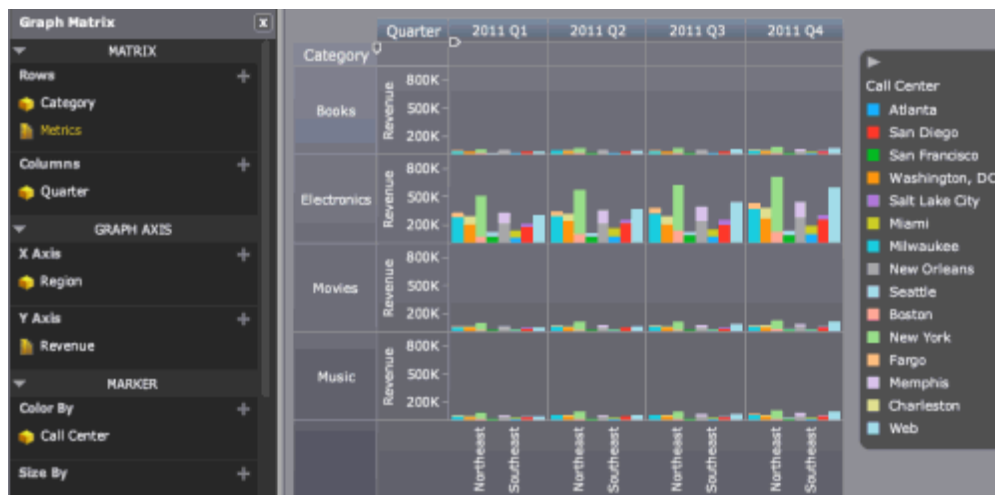 Graph Matrix
MATRIX
Rows
Category
Metrics
Columns
Quarter
GRAPH AXIS
X Axis
Region
Y Axis
Revenue
MARKER
Color By
Call Center
Size By
Quarter 2011 Q1 2011 Q2 2011 Q3 2011 Q4
Category
Books Revenue 800K 500K 200K
Electronics Revenue 800K 500K 200K
Movies Revenue 800K 500K 200K
Music Revenue 800K 500K 200K
Northeast Southeast Northeast Southeast Northeast Southeast Northeast Southeast
Call Center
Atlanta
San Diego
San Francisco
Washington, DC
Salt Lake City
Miami
Milwaukee
New Orleans
Seattle
Boston
New York
Fargo
Memphis
Charleston
Web